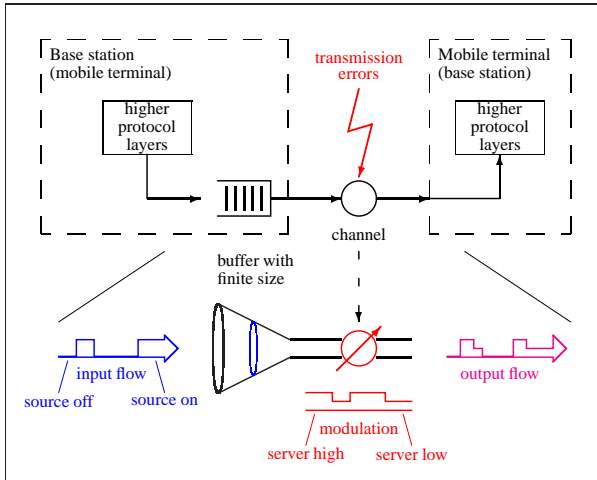 Base station
(mobile terminal)
transmission
errors
Mobile terminal
(base station)
higher
protocol
layers
higher
protocol
layers
channel
buffer with
finite size
input flow
source off
source on
output flow
modulation
server high
server low